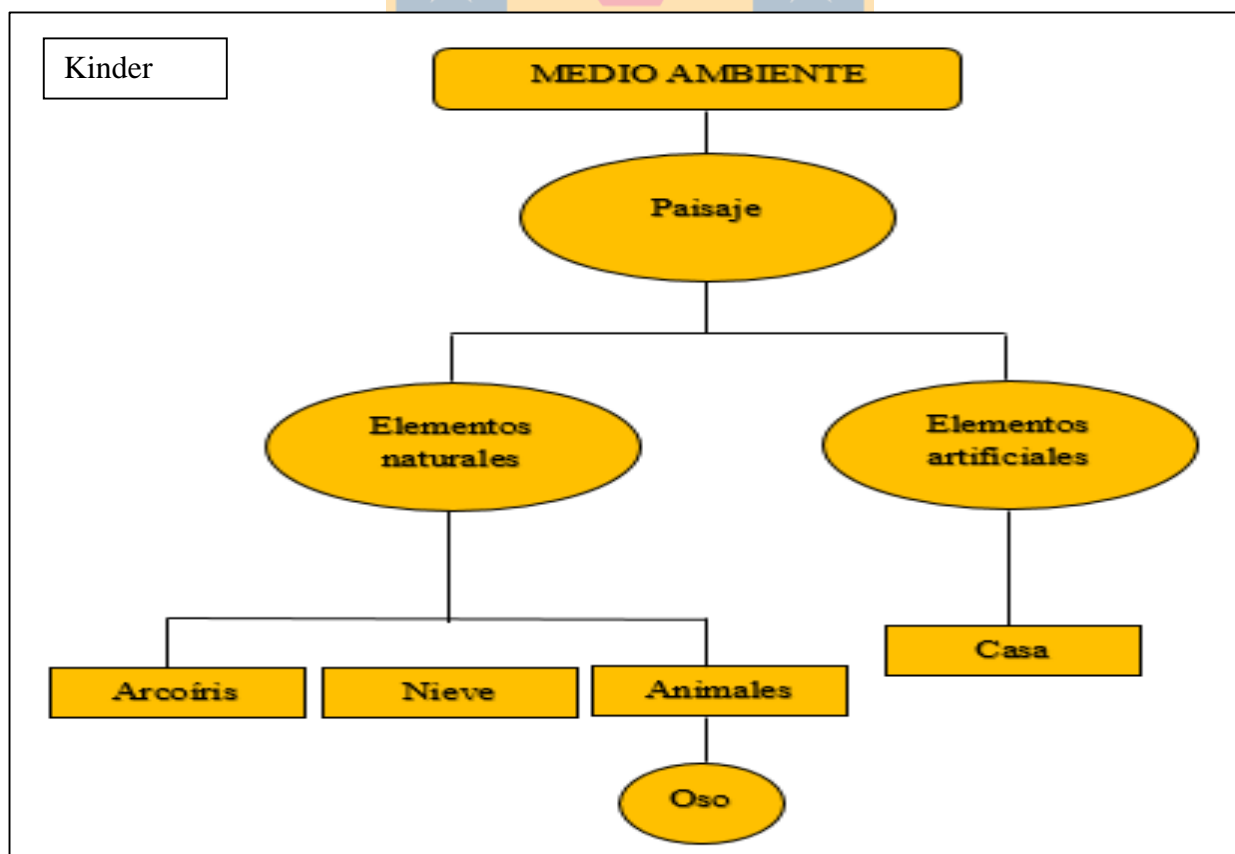 Kinder
MEDIO AMBIENTE
Paisaje
Elementos
naturales
Elementos
artificiales
Casa
Arcoíris
Nieve
Animales
Oso